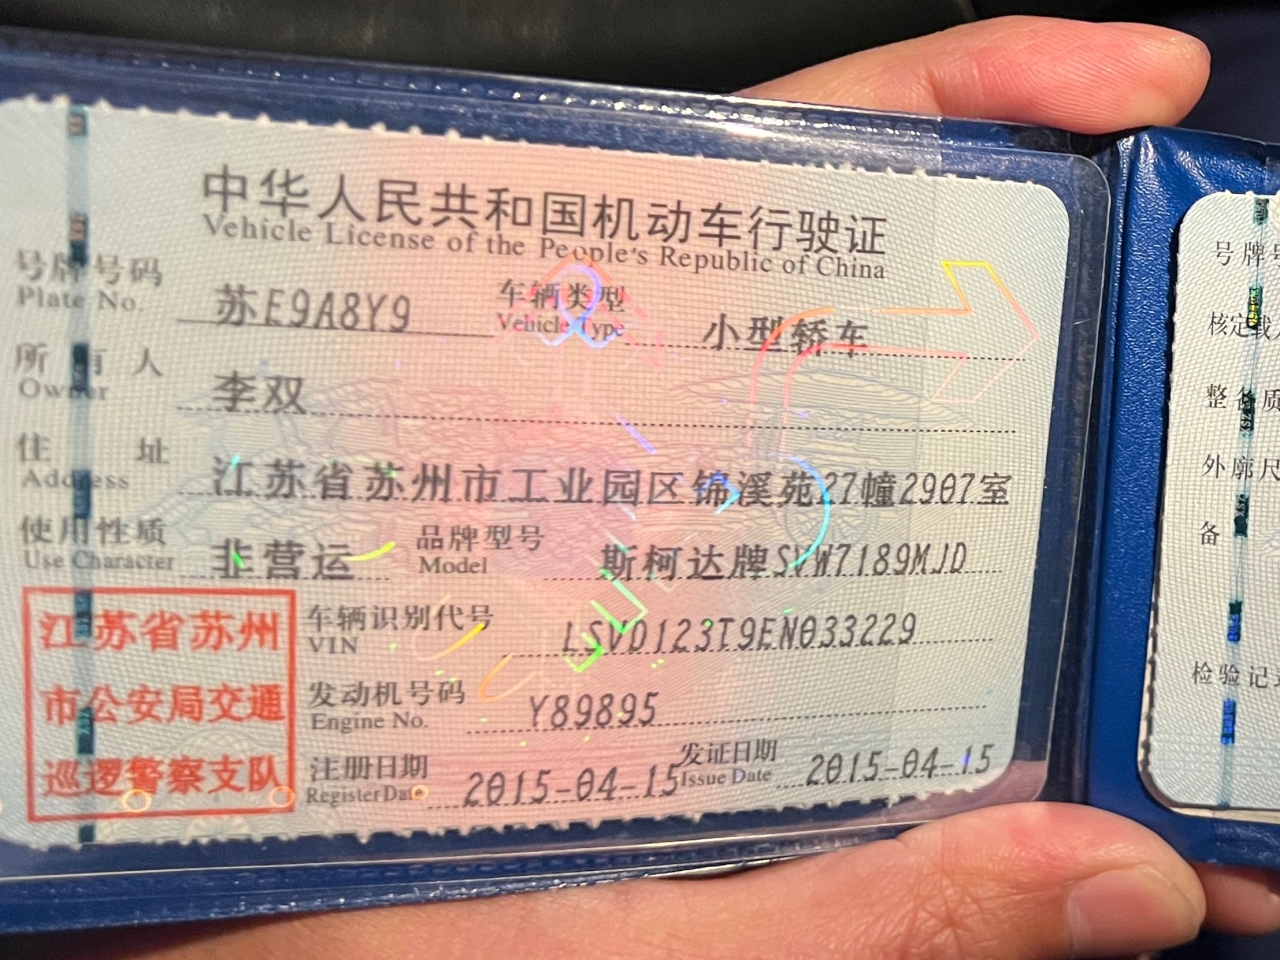 中华人民共和国机动车行驶证
Vehicle License of the People's Republic of China
号牌号码 苏E9A8Y9 车辆类型 小型轿车
Plate No. Vehicle Type
所有人 李双
Owner
住址 江苏省苏州市工业园区锦溪苑27幢2907室
Address
使用性质 非营运 品牌型号 斯柯达牌SVW7189MJD
Use Character Model
江苏省苏州
市公安局交通
巡逻警察支队
车辆识别代号 LSVD123T9EN033229
VIN
发动机号码 Y89895
Engine No.
注册日期 2015-04-15 发证日期 2015-04-15
Register Date Issue Date
号牌号
核定载
整备质
外廓尺
备
检验记录